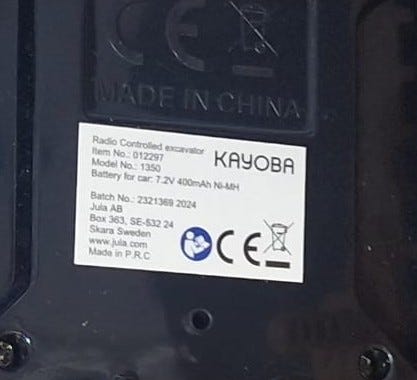 MADE IN CHINA
Radio Controlled excavator
KAYOBA
Item No.: 012297
Model No.: 1350
Battery for car: 7.2V 400mAh Ni-MH
Batch No.: 2321369 2024
Jula AB
Box 363, SE-532 24
Skara Sweden
www.jula.com
Made in P.R.C
CE